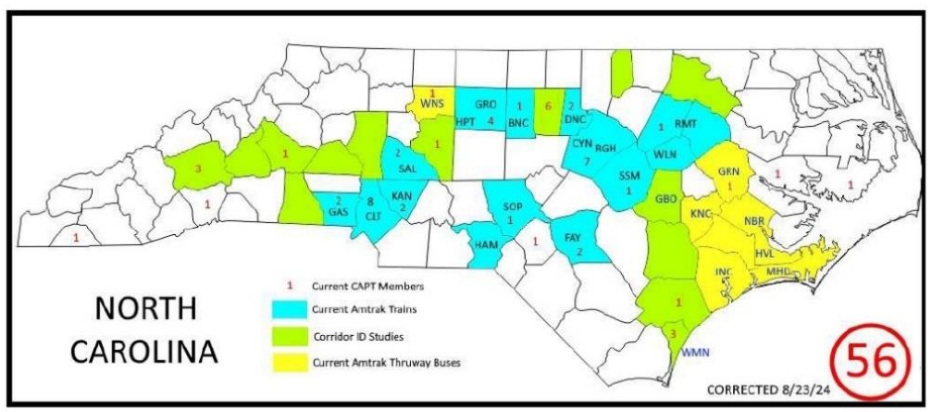 1
WNS
GRO
HPT 4
1
BNC
6
2
DNC
1 RMT
WLN
CYN RGH
7
3
1
2
SAL
1
SSM
1
GRN
1
1
1
GBO
KNC
NBR
1
2
GAS
8
CLT
KAN
2
SOP
1
HAM
1
FAY
2
HVL
INC
MHD
1
1
3
WMN
NORTH
CAROLINA
1 Current CAPT Members
Current Amtrak Trains
Corridor ID Studies
Current Amtrak Thruway Buses
56
CORRECTED 8/23/24